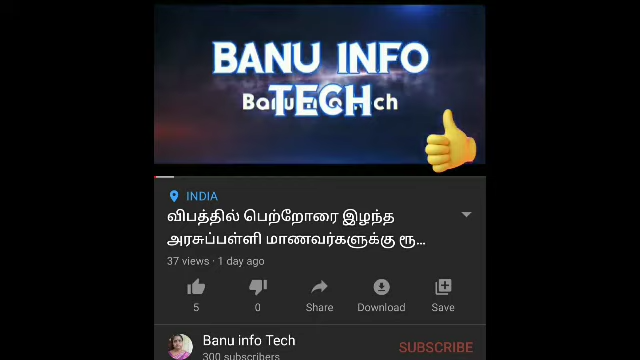 BANU INFO
TECH
INDIA
விபத்தில் பெற்றோரை இழந்த
அரசுப்பள்ளி மாணவர்களுக்கு ரூ...
37 views · 1 day ago
5
0
Share
Download
Save
Banu info Tech
SUBSCRIBE
300 subscribers